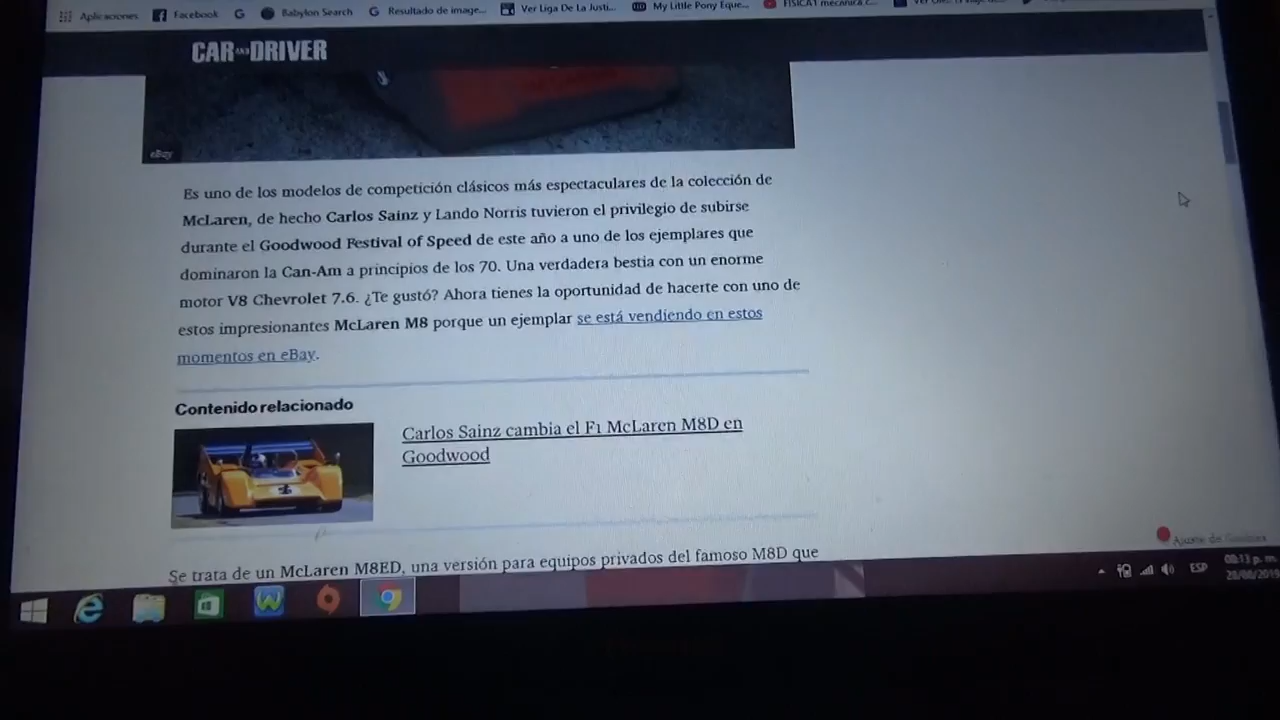 Aplicaciones Facebook Babylon Search Resultado de image... Ver Liga De La Justi... My Little Pony Eque...
CAR AND DRIVER
eBay
Es uno de los modelos de competición clásicos más espectaculares de la colección de
McLaren, de hecho Carlos Sainz y Lando Norris tuvieron el privilegio de subirse
durante el Goodwood Festival of Speed de este año a uno de los ejemplares que
dominaron la Can-Am a principios de los 70. Una verdadera bestia con un enorme
motor V8 Chevrolet 7.6. ¿Te gustó? Ahora tienes la oportunidad de hacerte con uno de
estos impresionantes McLaren M8 porque un ejemplar se está vendiendo en estos
momentos en eBay.
Contenido relacionado
Carlos Sainz cambia el F1 McLaren M8D en
Goodwood
Se trata de un McLaren M8ED, una versión para equipos privados del famoso M8D que
ESP